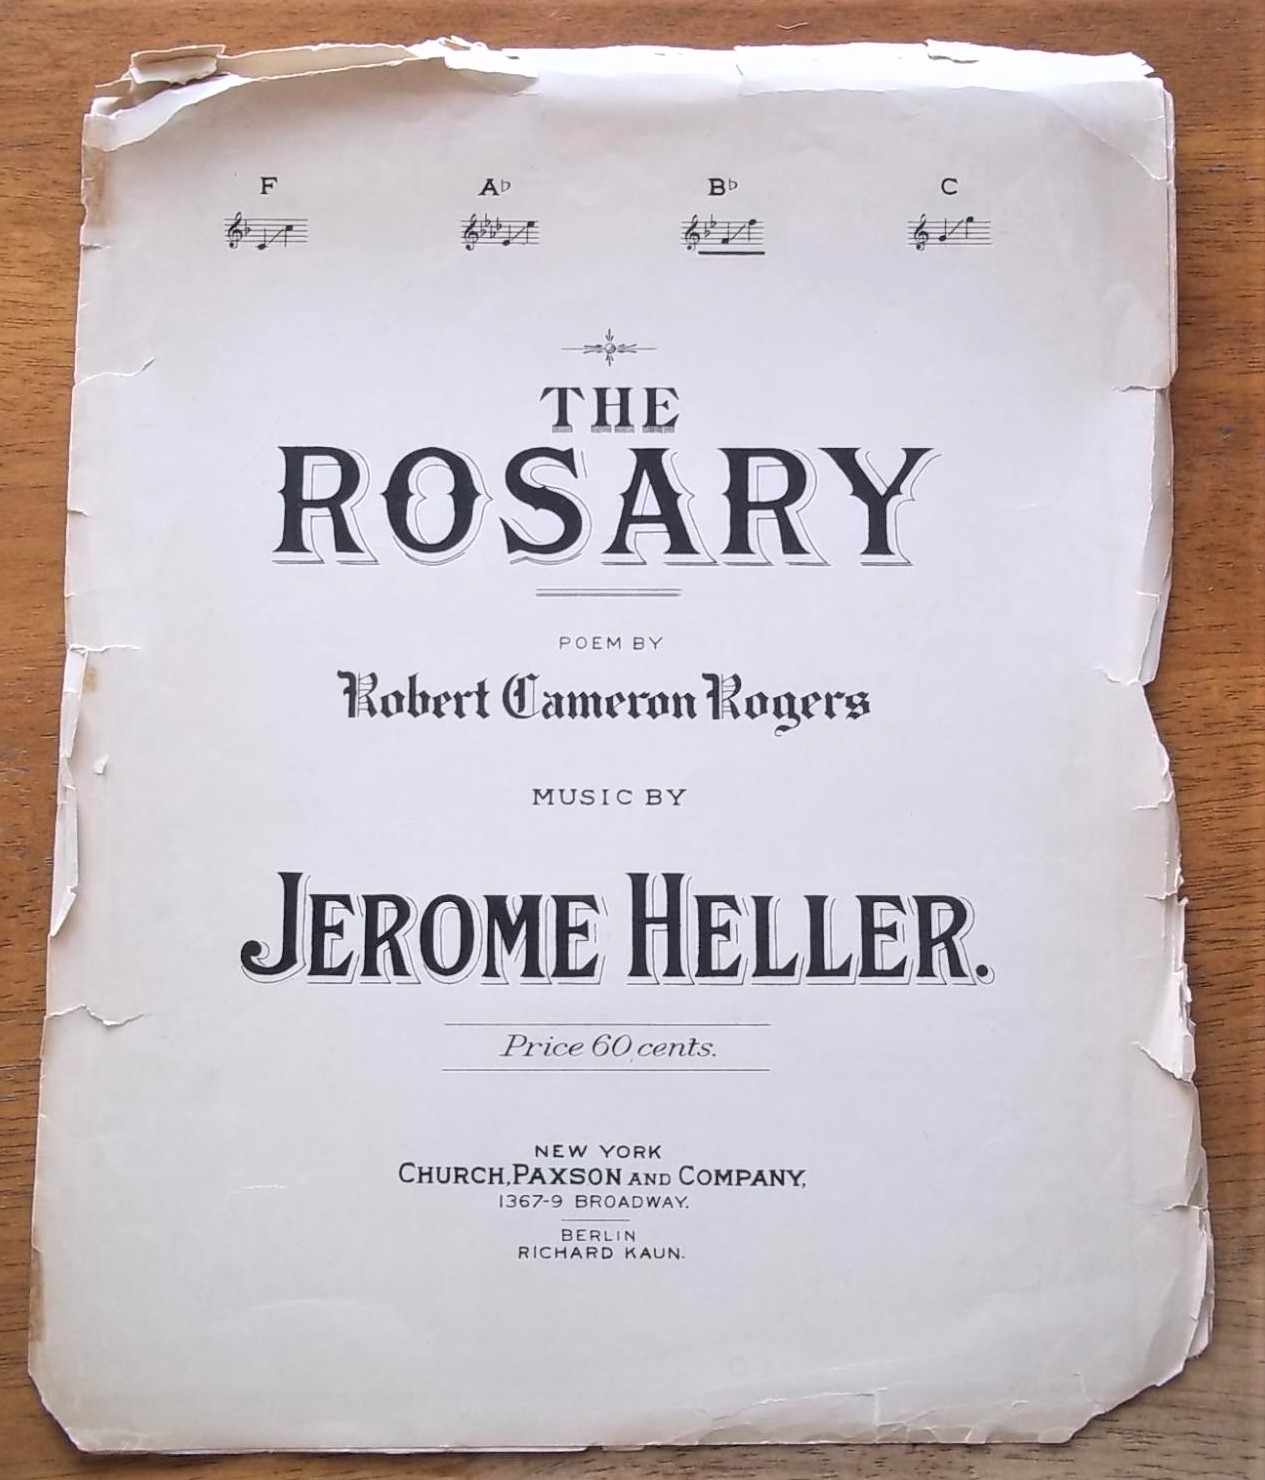 F A♭ B♭ C
THE
ROSARY
POEM BY
Robert Cameron Rogers
MUSIC BY
JEROME HELLER.
Price 60 cents.
NEW YORK
CHURCH, PAXSON AND COMPANY,
1367-9 BROADWAY.
BERLIN
RICHARD KAUN.